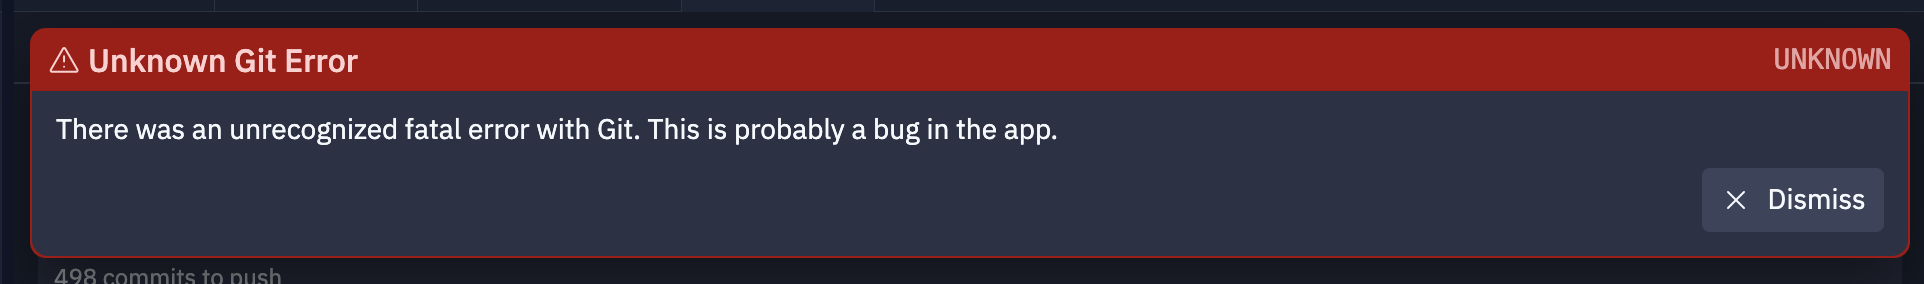 Unknown Git Error
UNKNOWN
There was an unrecognized fatal error with Git. This is probably a bug in the app.
Dismiss
498 commits to push